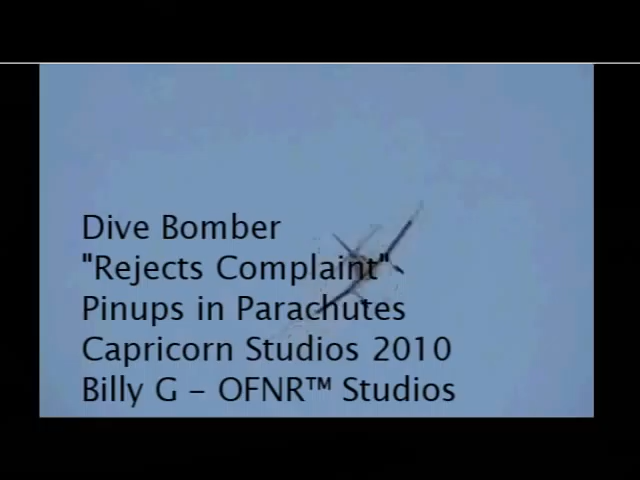 Dive Bomber
"Rejects Complaint"
Pinups in Parachutes
Capricorn Studios 2010
Billy G – OFNR™ Studios